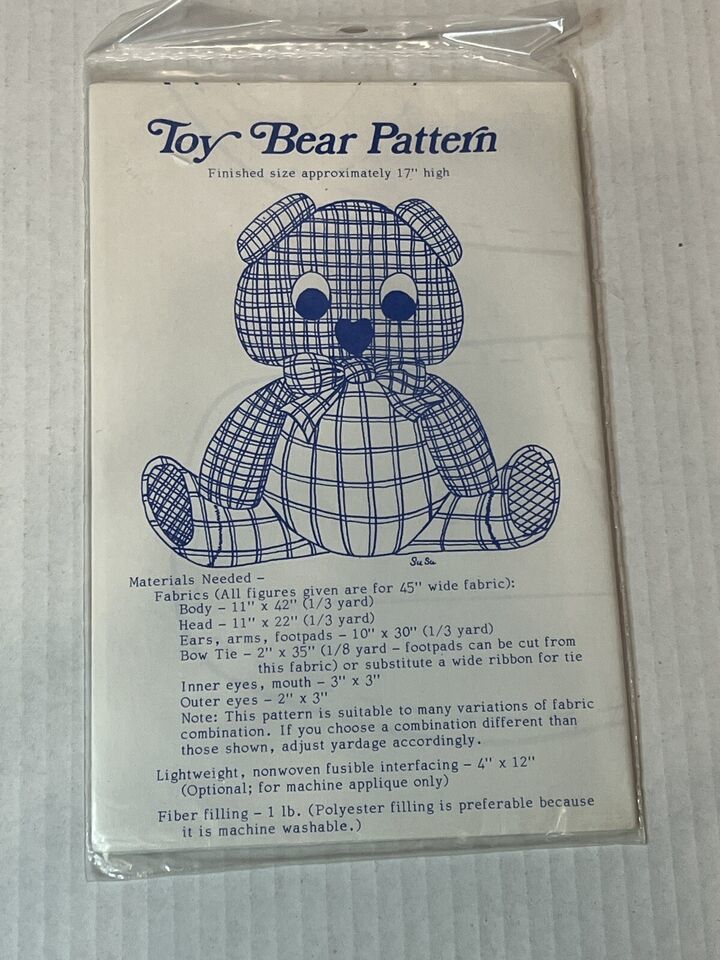 Toy Bear Pattern
Finished size approximately 17" high
SuSu
Materials Needed -
Fabrics (All figures given are for 45" wide fabric):
Body - 11" x 42" (1/3 yard)
Head - 11" x 22" (1/3 yard)
Ears, arms, footpads - 10" x 30" (1/3 yard)
Bow Tie - 2" x 35" (1/8 yard - footpads can be cut from
this fabric) or substitute a wide ribbon for tie
Inner eyes, mouth - 3" x 3"
Outer eyes - 2" x 3"
Note: This pattern is suitable to many variations of fabric
combination. If you choose a combination different than
those shown, adjust yardage accordingly.
Lightweight, nonwoven fusible interfacing - 4" x 12"
(Optional; for machine applique only)
Fiber filling - 1 lb. (Polyester filling is preferable because
it is machine washable.)